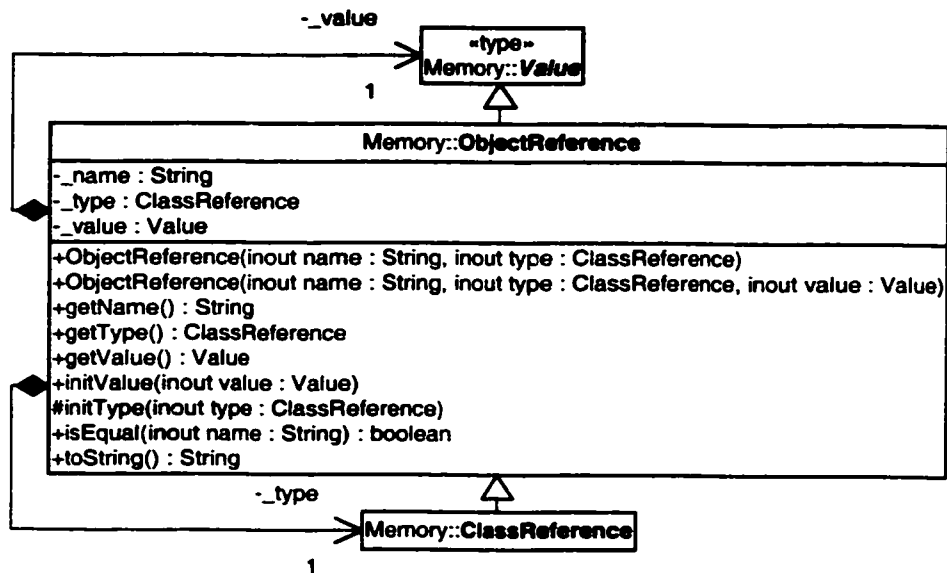 -_value
«type»
Memory::Value
1
Memory::ObjectReference
-_name : String
-_type : ClassReference
-_value : Value
+ObjectReference(inout name : String, inout type : ClassReference)
+ObjectReference(inout name : String, inout type : ClassReference, inout value : Value)
+getName() : String
+getType() : ClassReference
+getValue() : Value
+initValue(inout value : Value)
#initType(inout type : ClassReference)
+isEqual(inout name : String) : boolean
+toString() : String
-_type
Memory::ClassReference
1